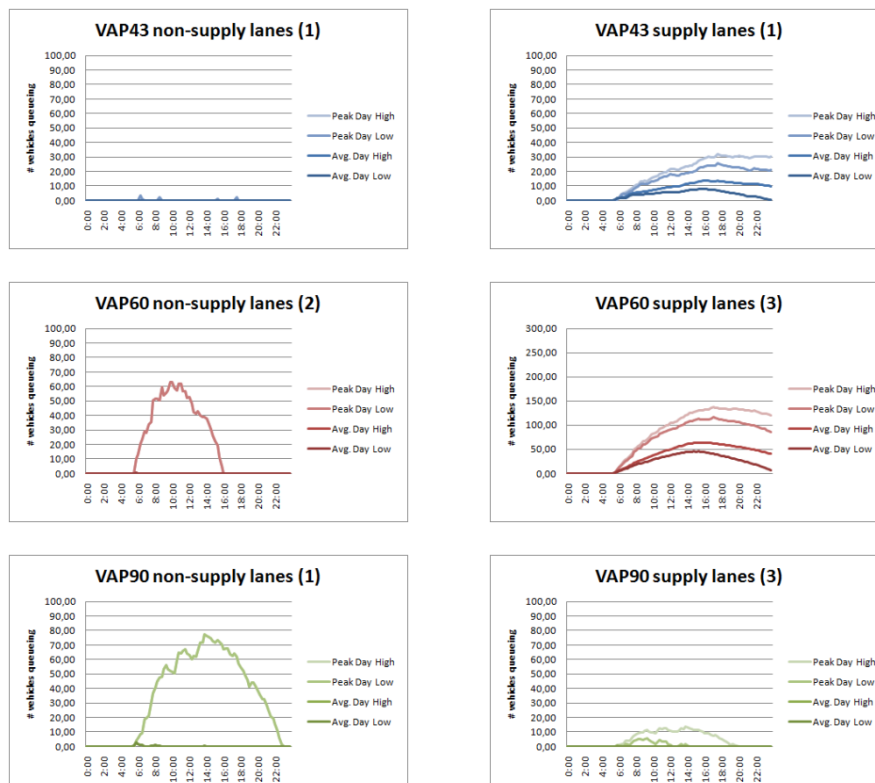 VAP43 non-supply lanes (1)
# vehicles queueing
100,00
90,00
80,00
70,00
60,00
50,00
40,00
30,00
20,00
10,00
0,00
0:00 2:00 4:00 6:00 8:00 10:00 12:00 14:00 16:00 18:00 20:00 22:00
Peak Day High
Peak Day Low
Avg. Day High
Avg. Day Low
VAP43 supply lanes (1)
# vehicles queueing
100,00
90,00
80,00
70,00
60,00
50,00
40,00
30,00
20,00
10,00
0,00
0:00 2:00 4:00 6:00 8:00 10:00 12:00 14:00 16:00 18:00 20:00 22:00
Peak Day High
Peak Day Low
Avg. Day High
Avg. Day Low
VAP60 non-supply lanes (2)
# vehicles queueing
100,00
90,00
80,00
70,00
60,00
50,00
40,00
30,00
20,00
10,00
0,00
0:00 2:00 4:00 6:00 8:00 10:00 12:00 14:00 16:00 18:00 20:00 22:00
Peak Day High
Peak Day Low
Avg. Day High
Avg. Day Low
VAP60 supply lanes (3)
# vehicles queueing
300,00
250,00
200,00
150,00
100,00
50,00
0,00
0:00 2:00 4:00 6:00 8:00 10:00 12:00 14:00 16:00 18:00 20:00 22:00
Peak Day High
Peak Day Low
Avg. Day High
Avg. Day Low
VAP90 non-supply lanes (1)
# vehicles queueing
100,00
90,00
80,00
70,00
60,00
50,00
40,00
30,00
20,00
10,00
0,00
0:00 2:00 4:00 6:00 8:00 10:00 12:00 14:00 16:00 18:00 20:00 22:00
Peak Day High
Peak Day Low
Avg. Day High
Avg. Day Low
VAP90 supply lanes (3)
# vehicles queueing
100,00
90,00
80,00
70,00
60,00
50,00
40,00
30,00
20,00
10,00
0,00
0:00 2:00 4:00 6:00 8:00 10:00 12:00 14:00 16:00 18:00 20:00 22:00
Peak Day High
Peak Day Low
Avg. Day High
Avg. Day Low